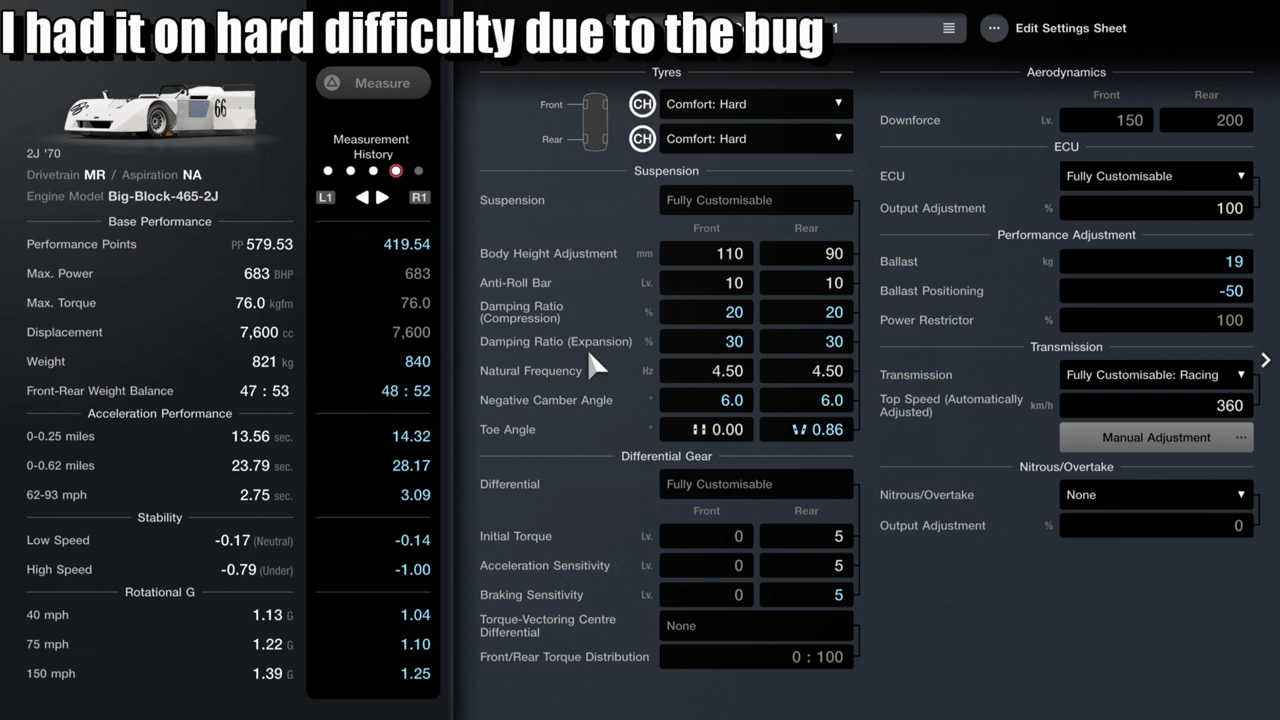 I had it on hard difficulty due to the bug
1
Edit Settings Sheet
66
2J '70
Drivetrain MR / Aspiration NA
Engine Model Big-Block-465-2J
Base Performance
Performance Points PP 579.53
Max. Power 683 BHP
Max. Torque 76.0 kgfm
Displacement 7,600 cc
Weight 821 kg
Front-Rear Weight Balance 47 : 53
Acceleration Performance
0-0.25 miles 13.56 sec.
0-0.62 miles 23.79 sec.
62-93 mph 2.75 sec.
Stability
Low Speed -0.17 (Neutral)
High Speed -0.79 (Under)
Rotational G
40 mph 1.13 G
75 mph 1.22 G
150 mph 1.39 G
Measure
Measurement
History
L1 R1
419.54
683
76.0
7,600
840
48 : 52
14.32
28.17
3.09
-0.14
-1.00
1.04
1.10
1.25
Tyres
Front CH Comfort: Hard
Rear CH Comfort: Hard
Suspension
Suspension Fully Customisable
Front Rear
Body Height Adjustment mm 110 90
Anti-Roll Bar Lv. 10 10
Damping Ratio
(Compression) % 20 20
Damping Ratio (Expansion) % 30 30
Natural Frequency Hz 4.50 4.50
Negative Camber Angle ° 6.0 6.0
Toe Angle ° 0.00 0.86
Differential Gear
Differential Fully Customisable
Front Rear
Initial Torque Lv. 0 5
Acceleration Sensitivity Lv. 0 5
Braking Sensitivity Lv. 0 5
Torque-Vectoring Centre
Differential None
Front/Rear Torque Distribution 0 : 100
Aerodynamics
Front Rear
Downforce Lv. 150 200
ECU
ECU Fully Customisable
Output Adjustment % 100
Performance Adjustment
Ballast kg 19
Ballast Positioning -50
Power Restrictor % 100
Transmission
Transmission Fully Customisable: Racing
Top Speed (Automatically
Adjusted) km/h 360
Manual Adjustment
Nitrous/Overtake
Nitrous/Overtake None
Output Adjustment % 0